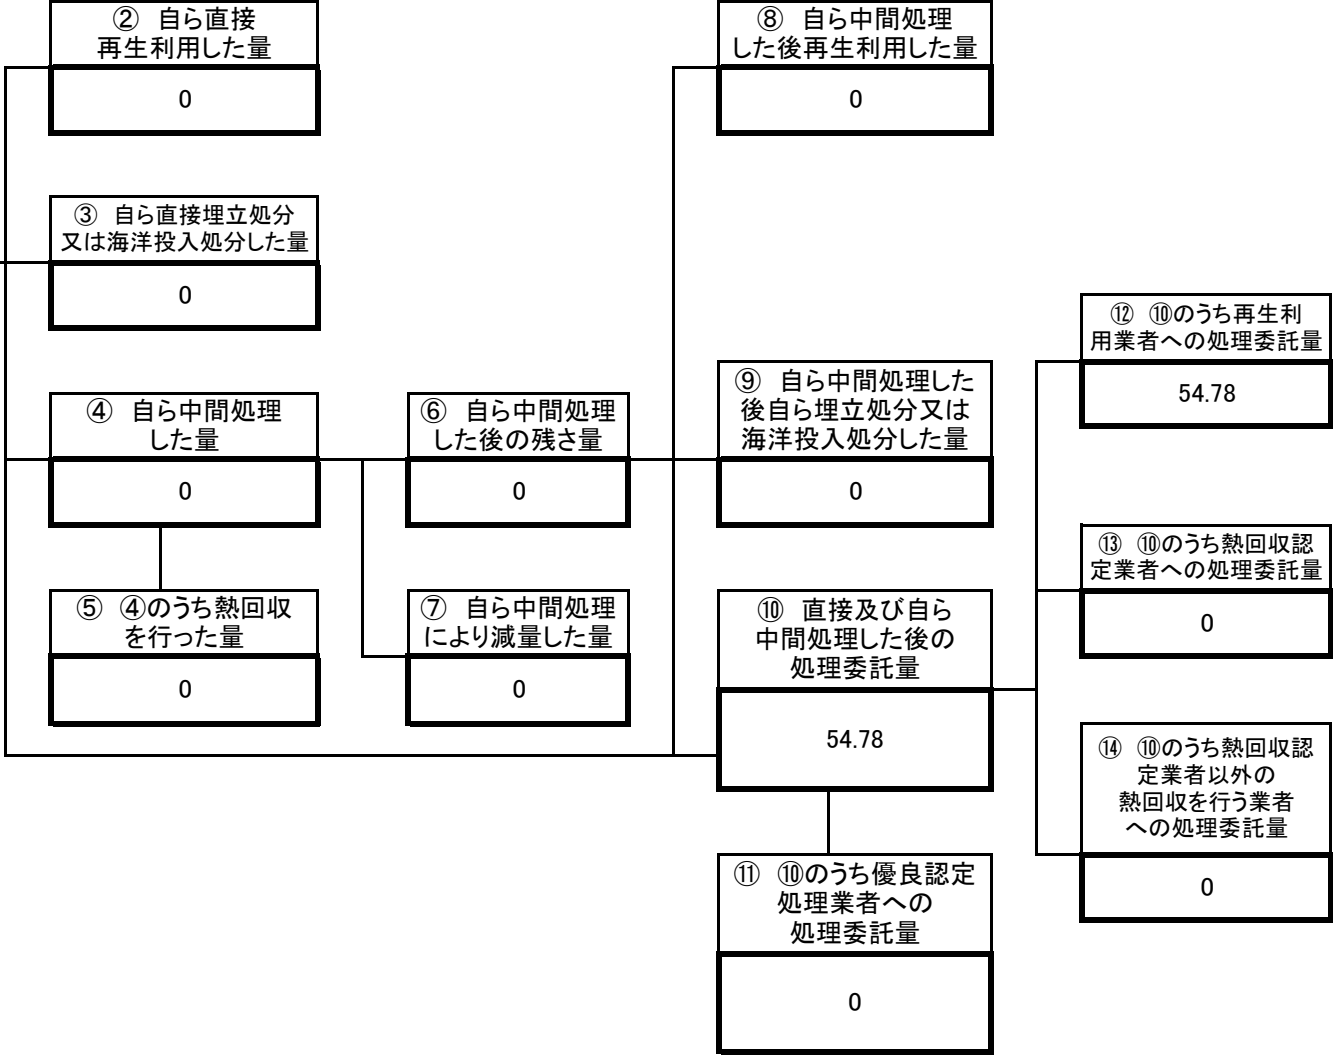 ② 自ら直接
再生利用した量
0
③ 自ら直接埋立処分
又は海洋投入処分した量
0
④ 自ら中間処理
した量
0
⑤ ④のうち熱回収
を行った量
0
⑥ 自ら中間処理
した後の残さ量
0
⑦ 自ら中間処理
により減量した量
0
⑧ 自ら中間処理
した後再生利用した量
0
⑨ 自ら中間処理した
後自ら埋立処分又は
海洋投入処分した量
0
⑩ 直接及び自ら
中間処理した後の
処理委託量
54.78
⑪ ⑩のうち優良認定
処理業者への
処理委託量
0
⑫ ⑩のうち再生利
用業者への処理委託量
54.78
⑬ ⑩のうち熱回収認
定業者への処理委託量
0
⑭ ⑩のうち熱回収認
定業者以外の
熱回収を行う業者
への処理委託量
0